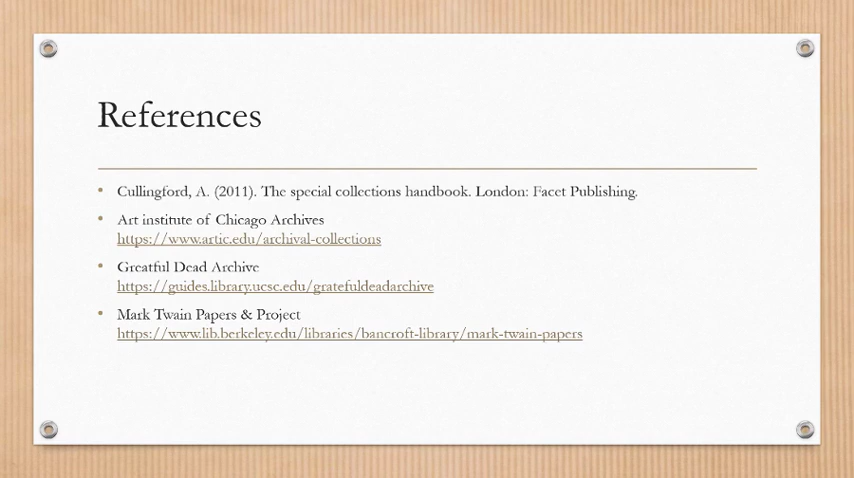 References
• Cullingford, A. (2011). The special collections handbook. London: Facet Publishing.
• Art institute of Chicago Archives
https://www.artic.edu/archival-collections
• Greatful Dead Archive
https://guides.library.ucsc.edu/gratefuldeadarchive
• Mark Twain Papers & Project
https://www.lib.berkeley.edu/libraries/bancroft-library/mark-twain-papers